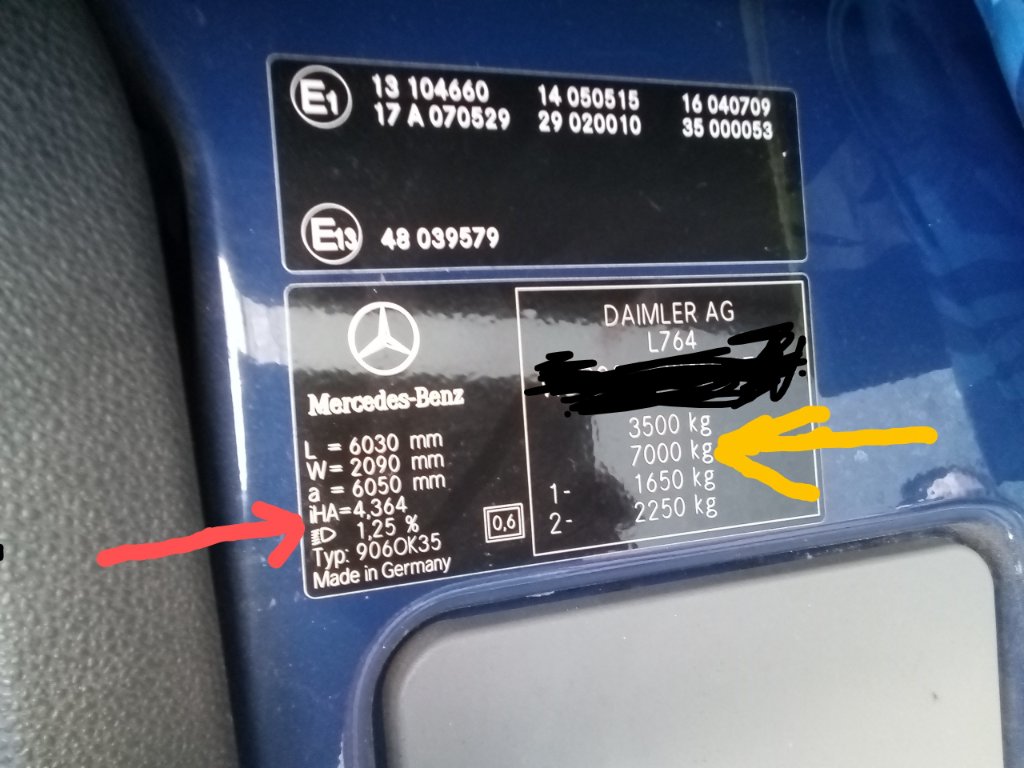 E1 13 104660 14 050515 16 040709
17 A 070529 29 020010 35 000053
E13 48 039579
Mercedes-Benz
L = 6030 mm
W = 2090 mm
a = 6050 mm
iHA=4,364
1,25 %
Typ: 906OK35
Made in Germany
0,6
DAIMLER AG
L764
3500 kg
7000 kg
1- 1650 kg
2- 2250 kg